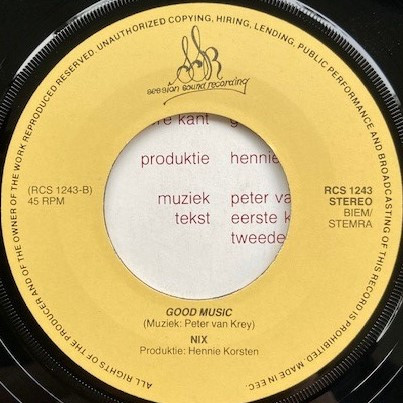 ALL RIGHTS OF THE PRODUCER AND OF THE OWNER OF THE WORK REPRODUCED RESERVED. UNAUTHORIZED COPYING, HIRING, LENDING, PUBLIC PERFORMANCE AND BROADCASTING OF THIS RECORD IS PROHIBITED. MADE IN EEC.
SSR
session sound recording
kant
produktie hennie
(RCS 1243-B)
45 RPM
muziek peter va
tekst eerste k
tweede
RCS 1243
STEREO
BIEM/
STEMRA
GOOD MUSIC
(Muziek: Peter van Krey)
NIX
Produktie: Hennie Korsten